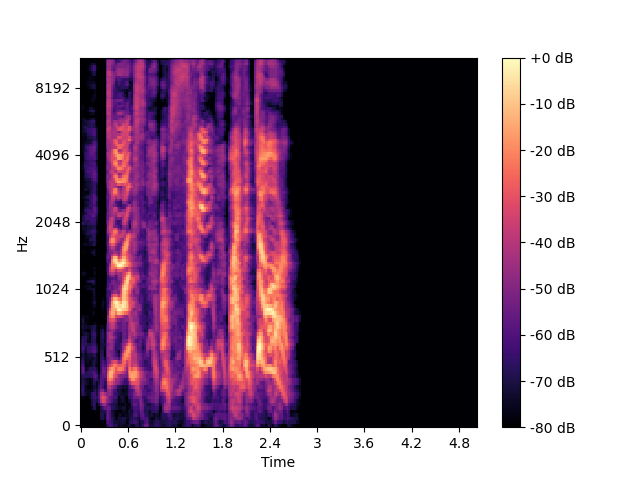 +0 dB
8192
-10 dB
4096
-20 dB
-30 dB
2048
Hz
-40 dB
1024
-50 dB
512
-60 dB
-70 dB
0
-80 dB
0 0.6 1.2 1.8 2.4 3 3.6 4.2 4.8
Time